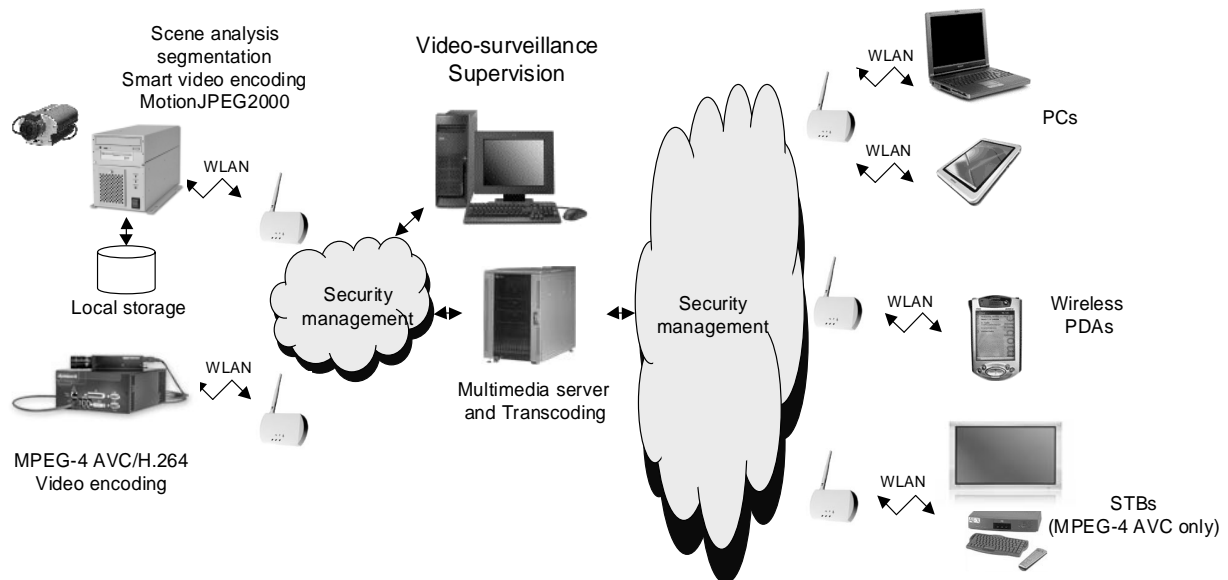 Scene analysis
segmentation
Smart video encoding
MotionJPEG2000
WLAN
Local storage
WLAN
MPEG-4 AVC/H.264
Video encoding
Video-surveillance
Supervision
Security
management
Multimedia server
and Transcoding
Security
management
WLAN
PCs
WLAN
WLAN
Wireless
PDAs
WLAN
STBs
(MPEG-4 AVC only)